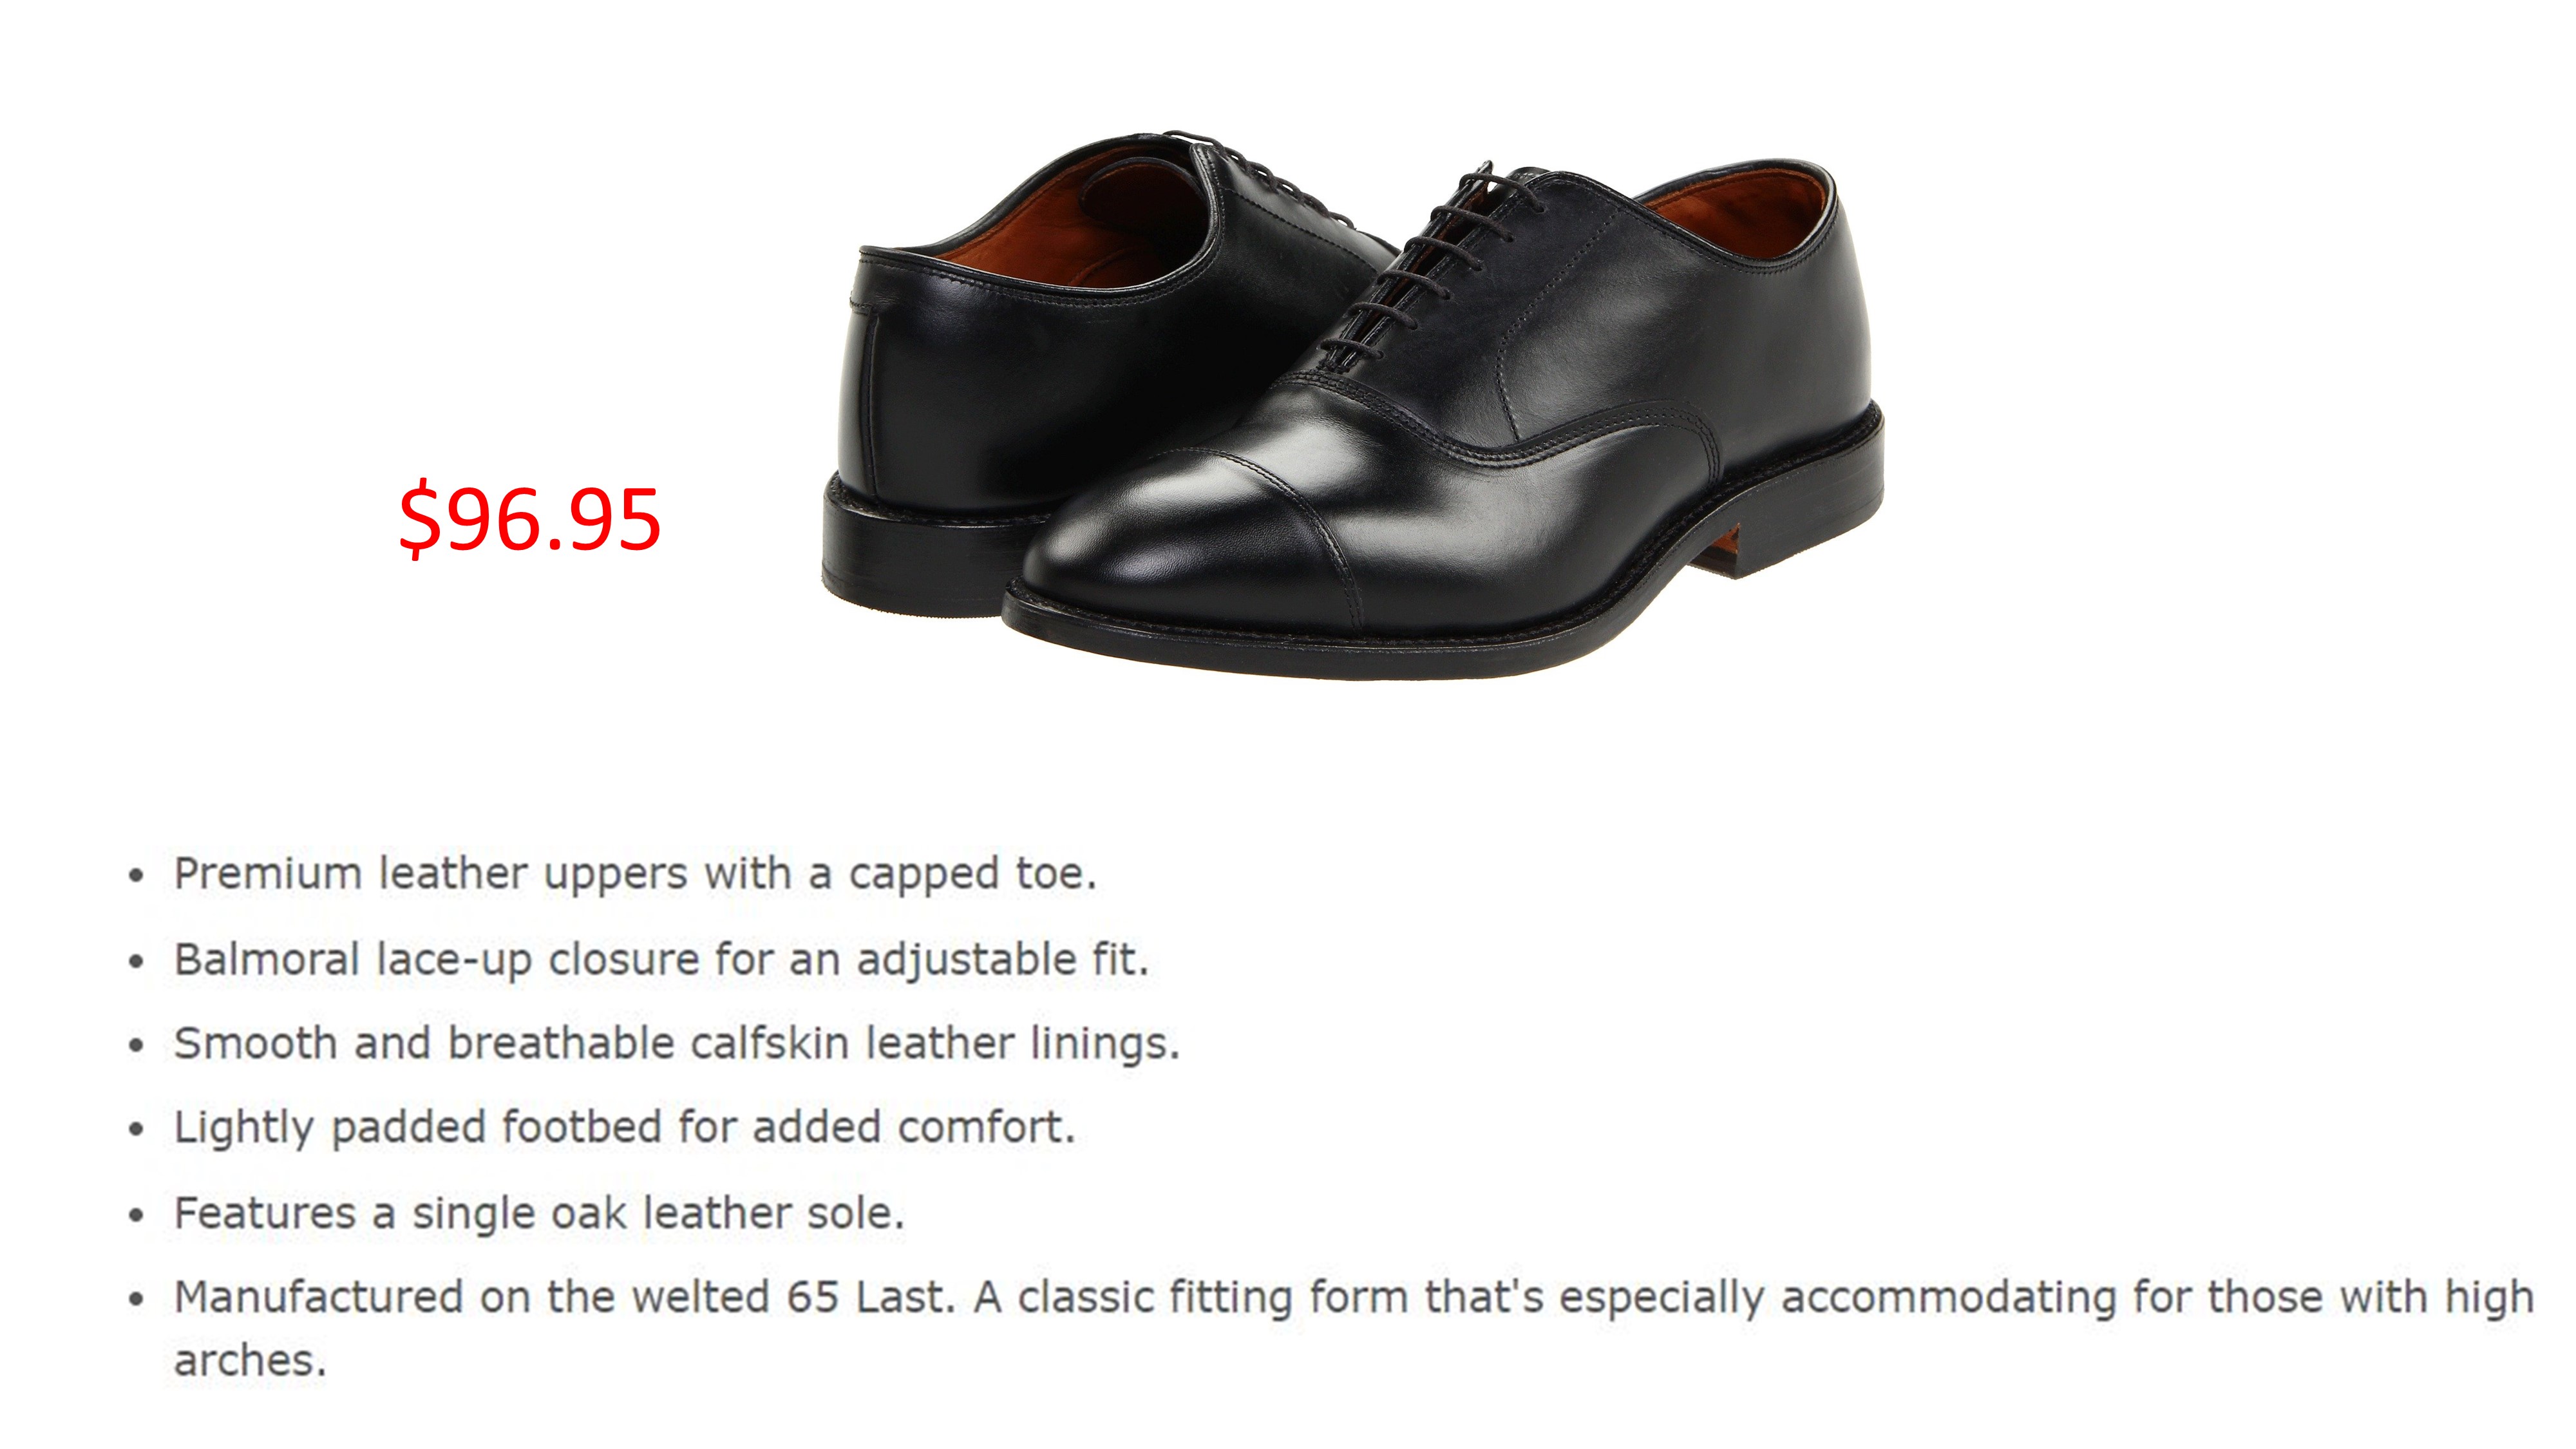 $96.95
• Premium leather uppers with a capped toe.
• Balmoral lace-up closure for an adjustable fit.
• Smooth and breathable calfskin leather linings.
• Lightly padded footbed for added comfort.
• Features a single oak leather sole.
• Manufactured on the welted 65 Last. A classic fitting form that's especially accommodating for those with high
arches.